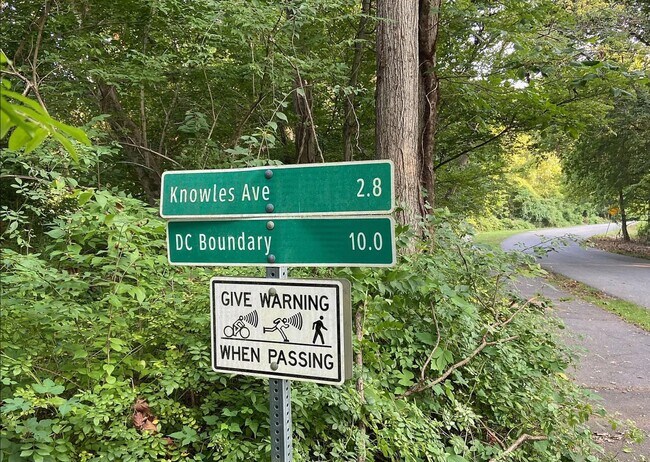 Knowles Ave 2.8
DC Boundary 10.0
GIVE WARNING
WHEN PASSING